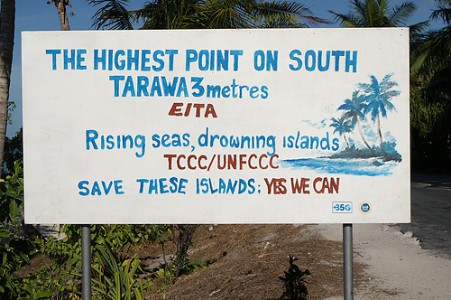 THE HIGHEST POINT ON SOUTH
TARAWA 3 metres
EITA
Rising seas, drowning islands
TCCC/UNFCCC
SAVE THESE ISLANDS: YES WE CAN
350